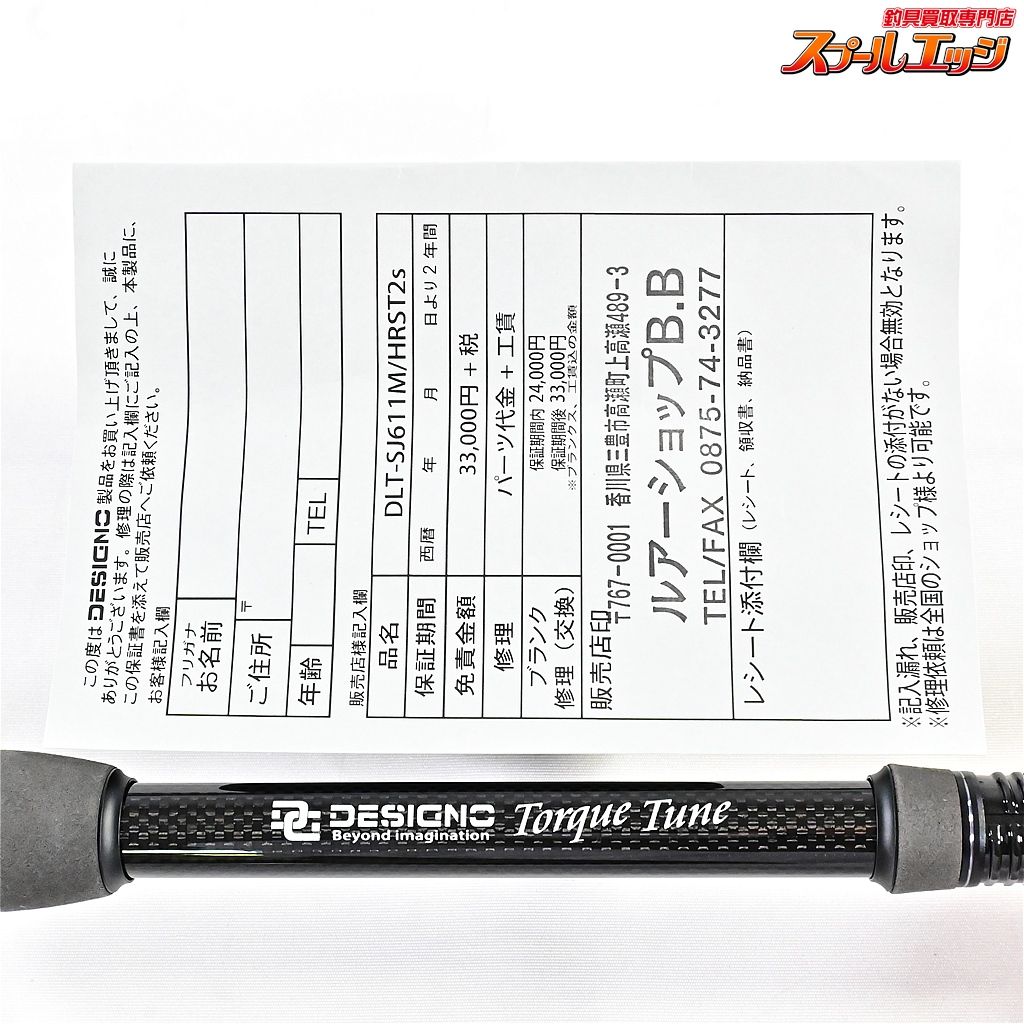 釣具買取専門店
スプールエッジ
この度は DESIGNO 製品をお買い上げ頂きまして、誠に
ありがとうございます。修理の際は記入欄にご記入の上、本製品に、
この保証書を添えて販売店へご依頼ください。
お客様記入欄
フリガナ
お名前
ご住所 〒
年齢 TEL
販売店様記入欄
品名 DLT-SJ611M/HRST2s
保証期間 西暦 年 月 日より2年間
免責金額 33,000円 + 税
修理 パーツ代金 + 工賃
ブランク 保証期間内 24,000円
修理(交換) 保証期間後 33,000円
※ブランクス、工賃込の金額
販売店印
〒767-0001 香川県三豊市高瀬町上高瀬489-3
ルアーショップB.B
TEL/FAX 0875-74-3277
レシート添付欄(レシート、領収書、納品書)
※記入漏れ、販売店印、レシートの添付がない場合無効となります。
※修理依頼は全国のショップ様より可能です。
DG DESIGNO Torque Tune
Beyond imagination